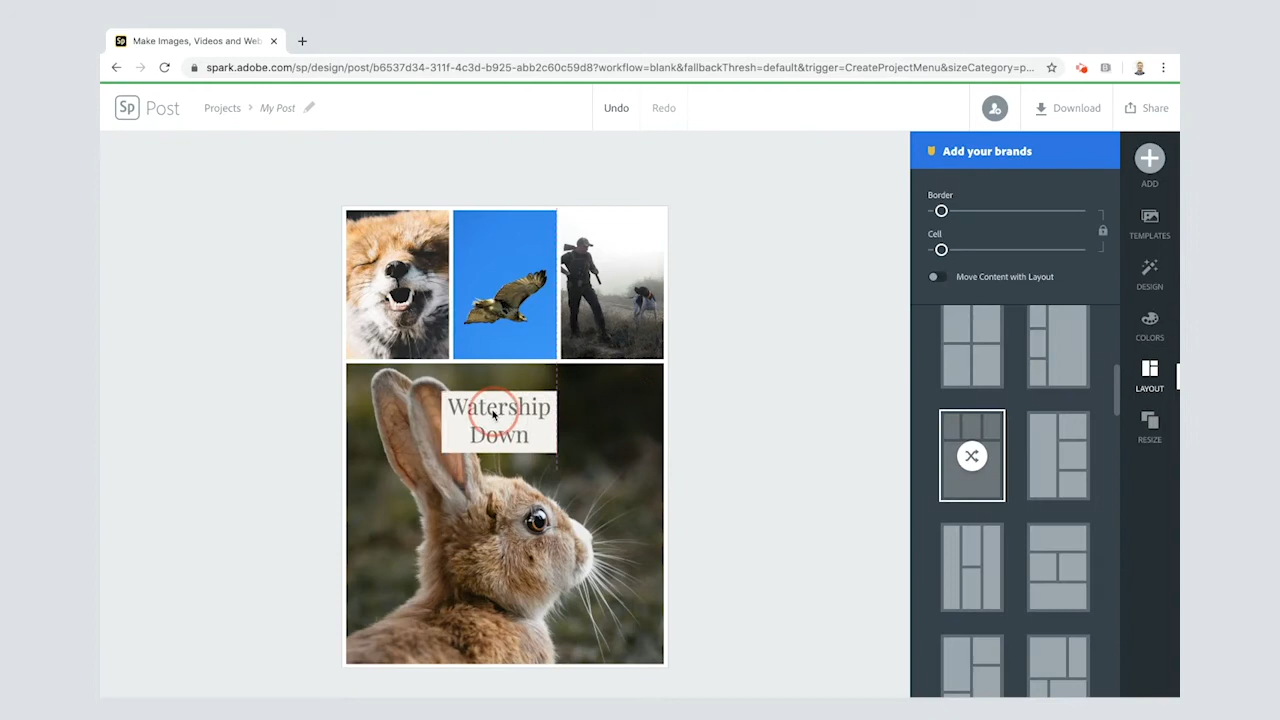 Sp
Make Images, Videos and Web
spark.adobe.com/sp/design/post/b6537d34-311f-4c3d-b925-abb2c60c59d8?workflow=blank&fallbackThresh=default&trigger=CreateProjectMenu&sizeCategory=p...
Sp Post
Projects > My Post
Undo
Redo
Download
Share
Add your brands
Border
Cell
Move Content with Layout
ADD
TEMPLATES
DESIGN
COLORS
LAYOUT
RESIZE
Watership
Down